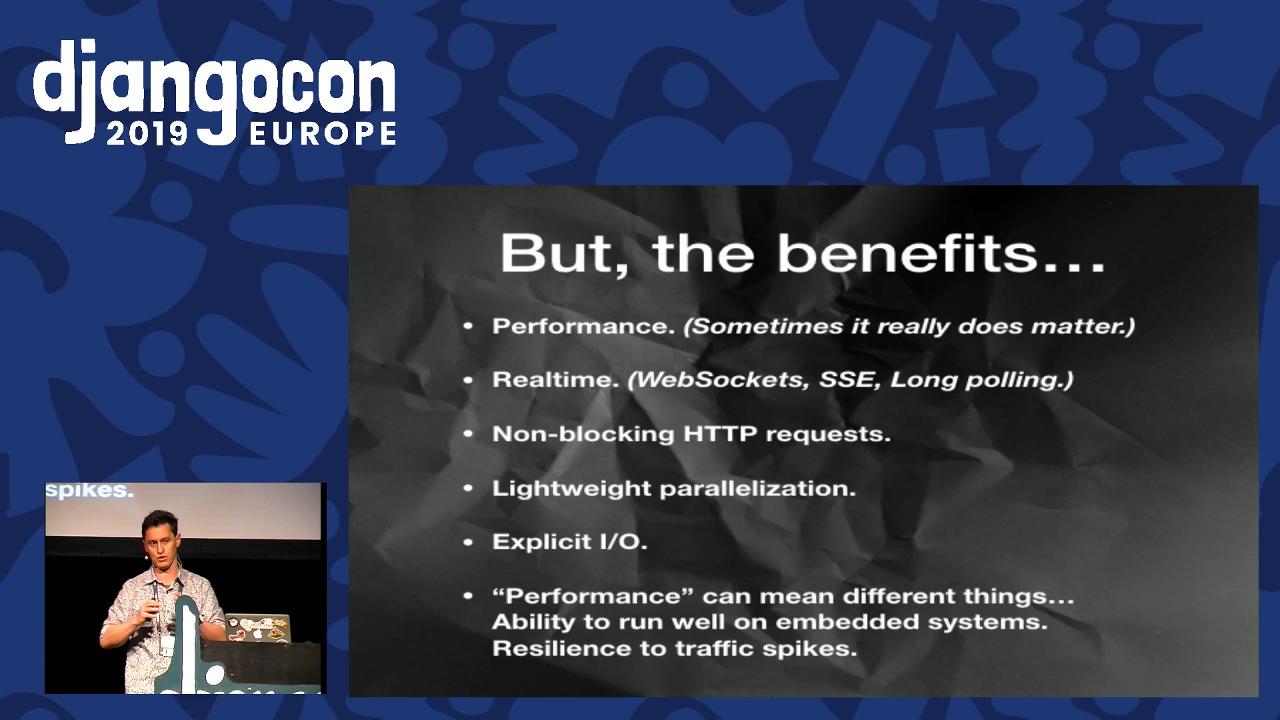 djangocon
2019 EUROPE
But, the benefits…
• Performance. (Sometimes it really does matter.)
• Realtime. (WebSockets, SSE, Long polling.)
• Non-blocking HTTP requests.
• Lightweight parallelization.
• Explicit I/O.
• “Performance” can mean different things…
Ability to run well on embedded systems.
Resilience to traffic spikes.
spikes.